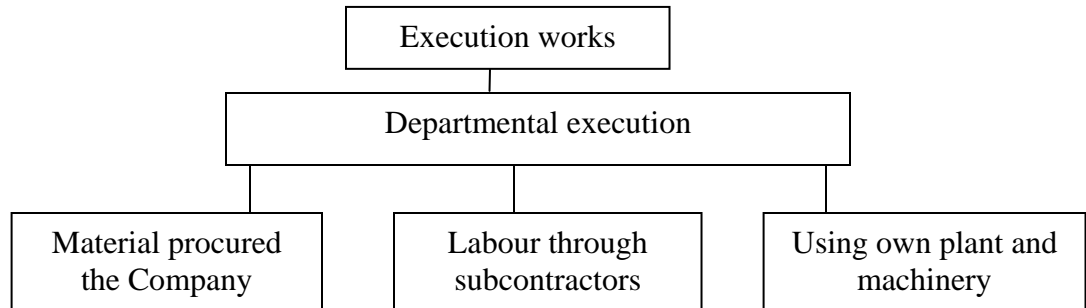 Execution works
Departmental execution
Material procured
the Company
Labour through
subcontractors
Using own plant and
machinery